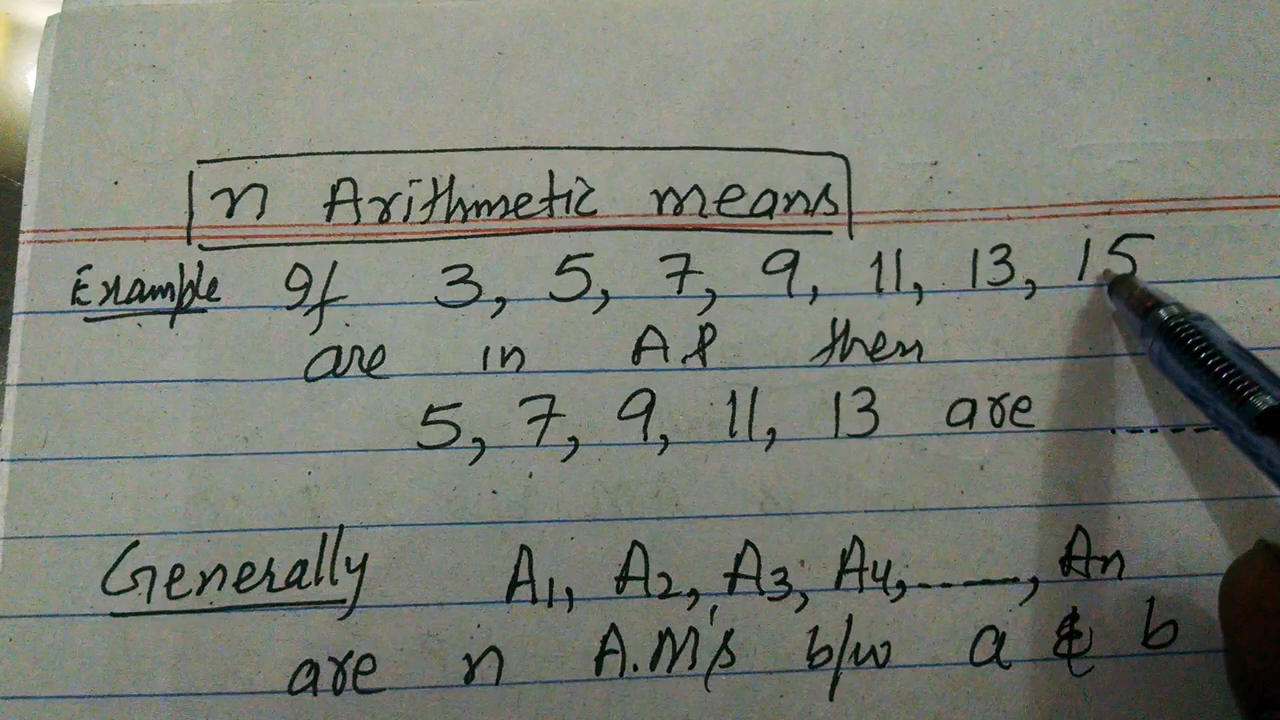 n Arithmetic means
Example If 3, 5, 7, 9, 11, 13, 15
are in AP then
5, 7, 9, 11, 13 are ......
Generally A1, A2, A3, A4, ......, An
are n A.M's b/w a & b